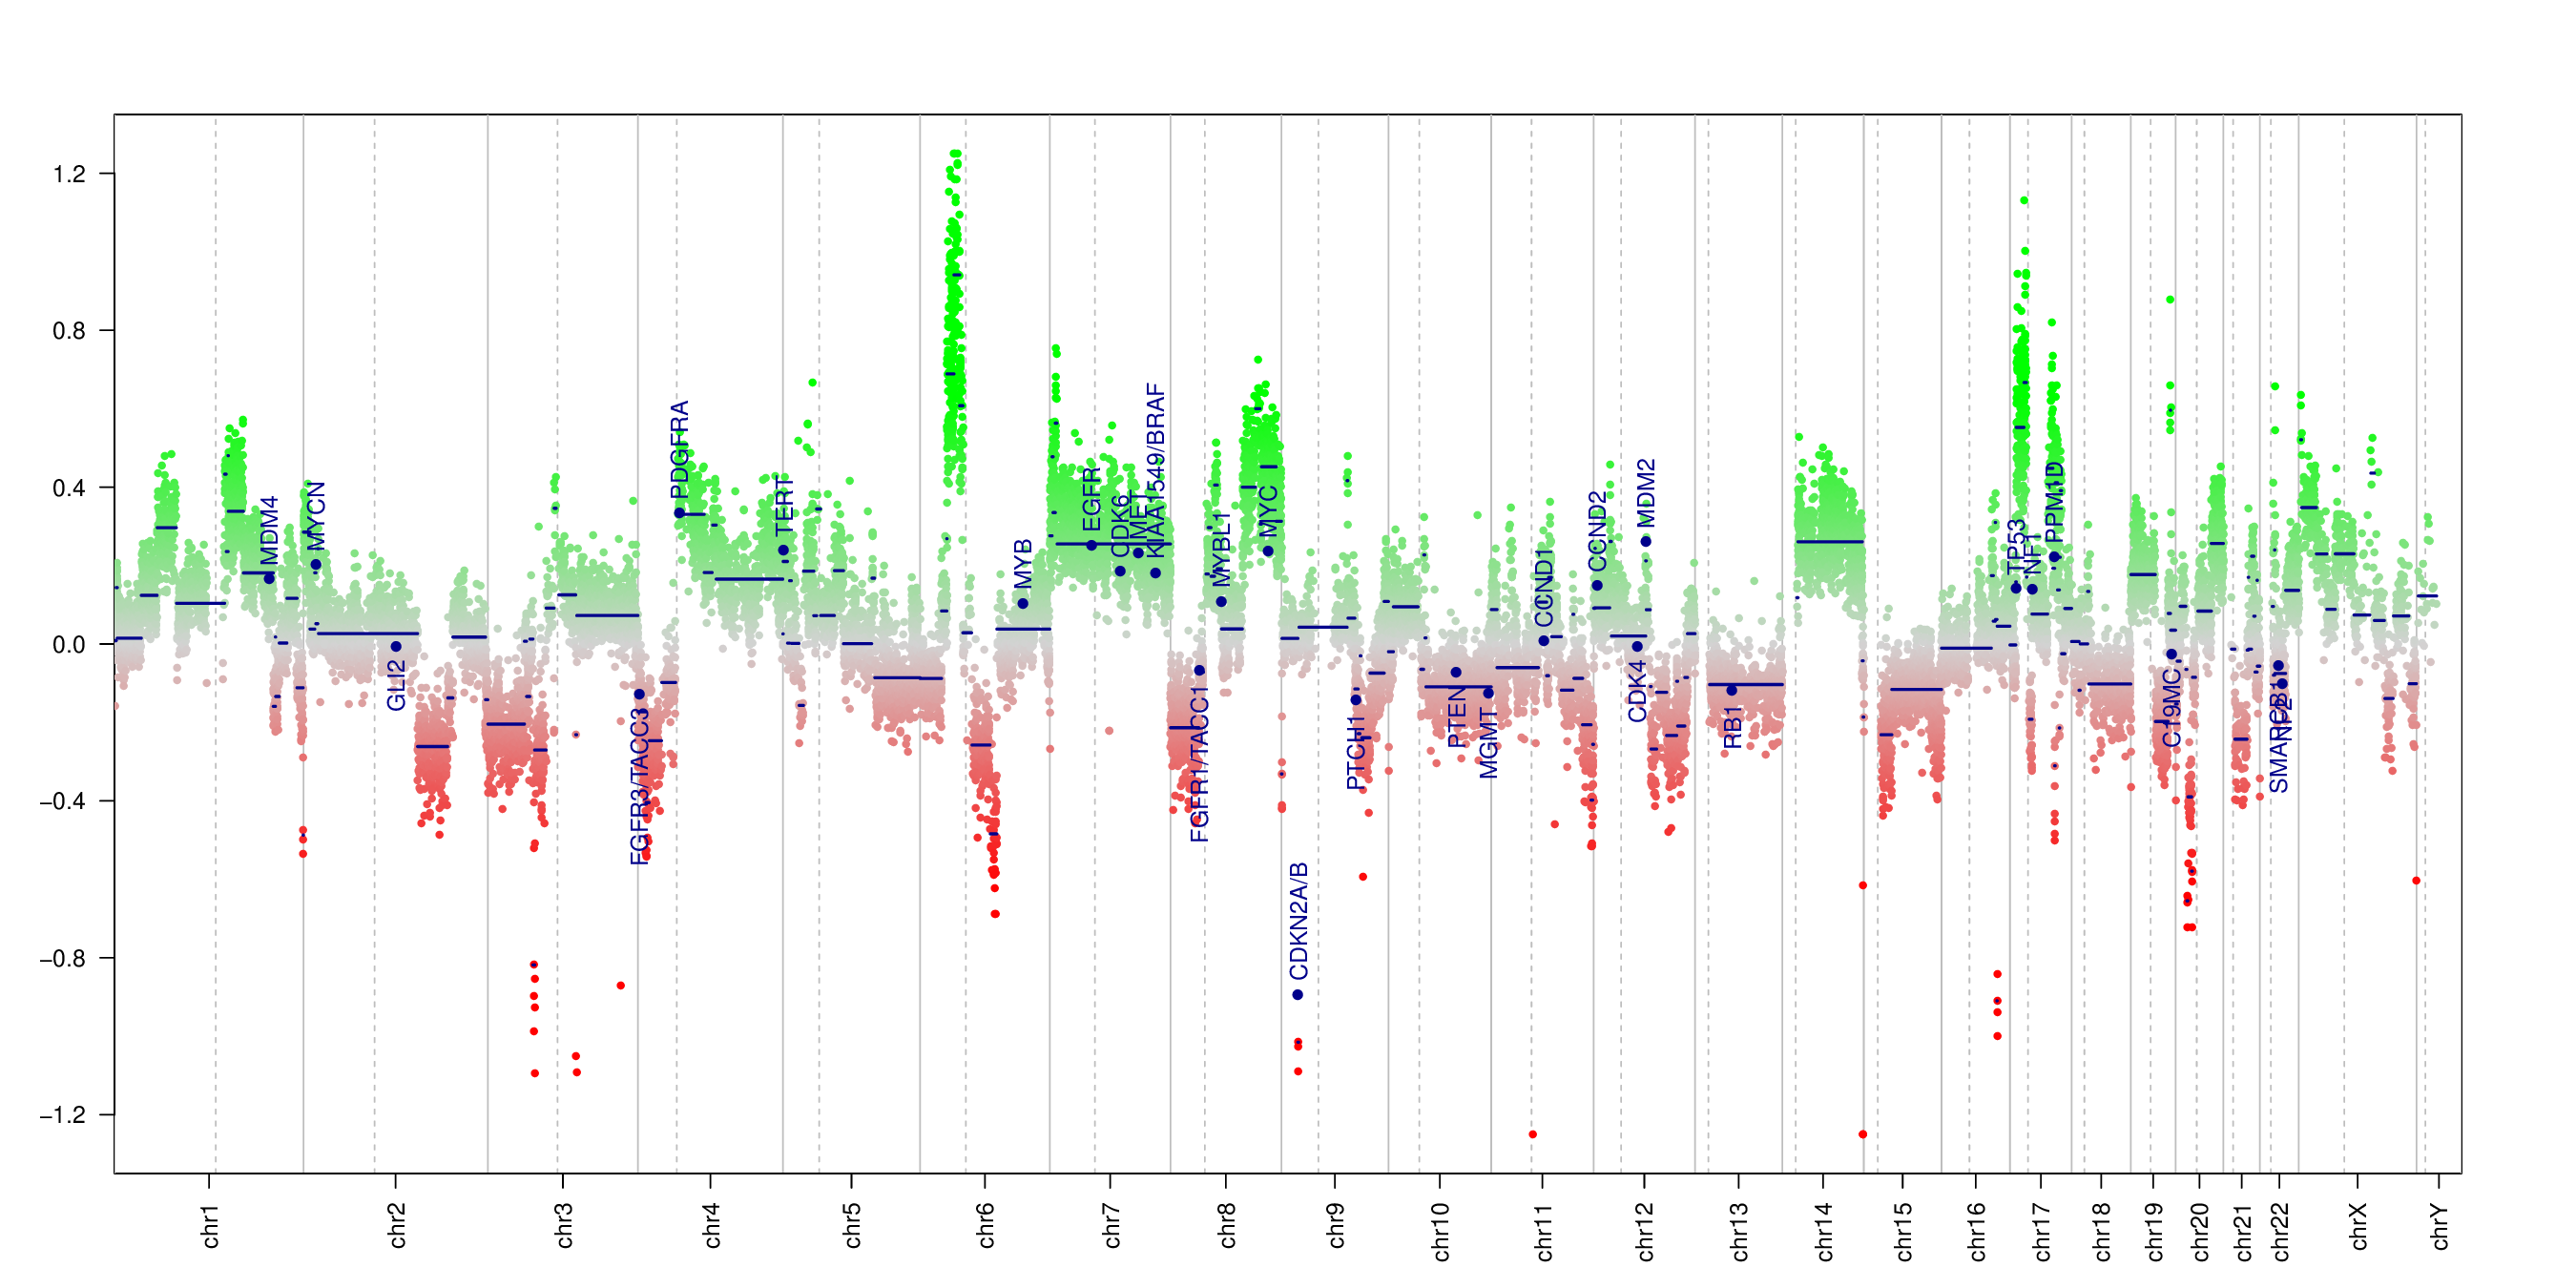 1.2
0.8
0.4
0.0
−0.4
−0.8
−1.2
MDM4
MYCN
GLI2
FGFR3/TACC3
PDGFRA
TERT
MYB
EGFR
CDK6
MET
KIAA1549/BRAF
FGFR1/TACC1
MYBL1
MYC
CDKN2A/B
PTCH1
PTEN
MGMT
CCND1
CCND2
CDK4
MDM2
RB1
TP53
NF1
PPM1D
C19MC
SMARCB1
NF2
chr1
chr2
chr3
chr4
chr5
chr6
chr7
chr8
chr9
chr10
chr11
chr12
chr13
chr14
chr15
chr16
chr17
chr18
chr19
chr20
chr21
chr22
chrX
chrY